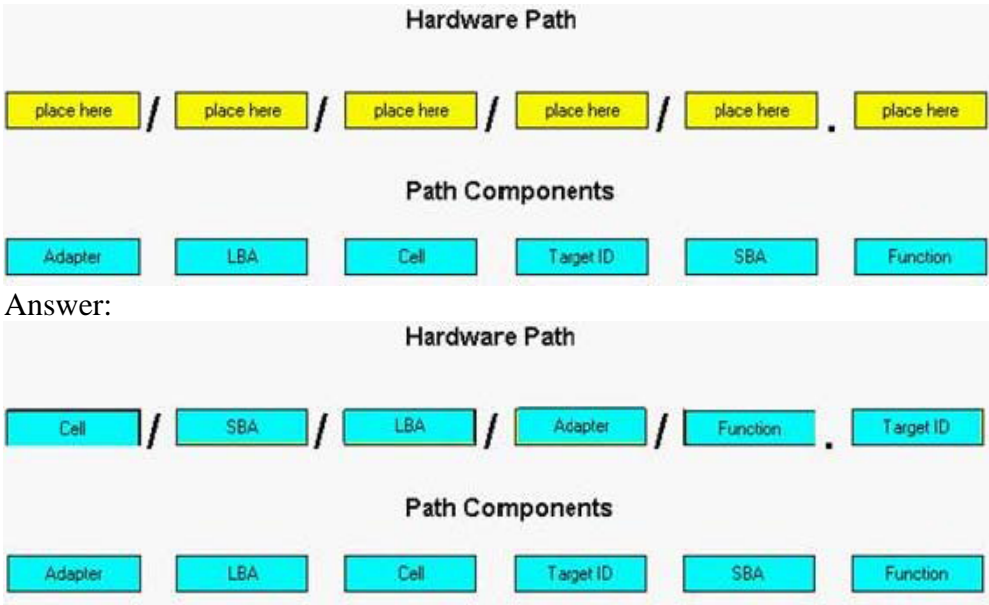 Hardware Path
place here / place here / place here / place here / place here . place here
Path Components
Adapter LBA Cell Target ID SBA Function
Answer:
Hardware Path
Cell / SBA / LBA / Adapter / Function . Target ID
Path Components
Adapter LBA Cell Target ID SBA Function